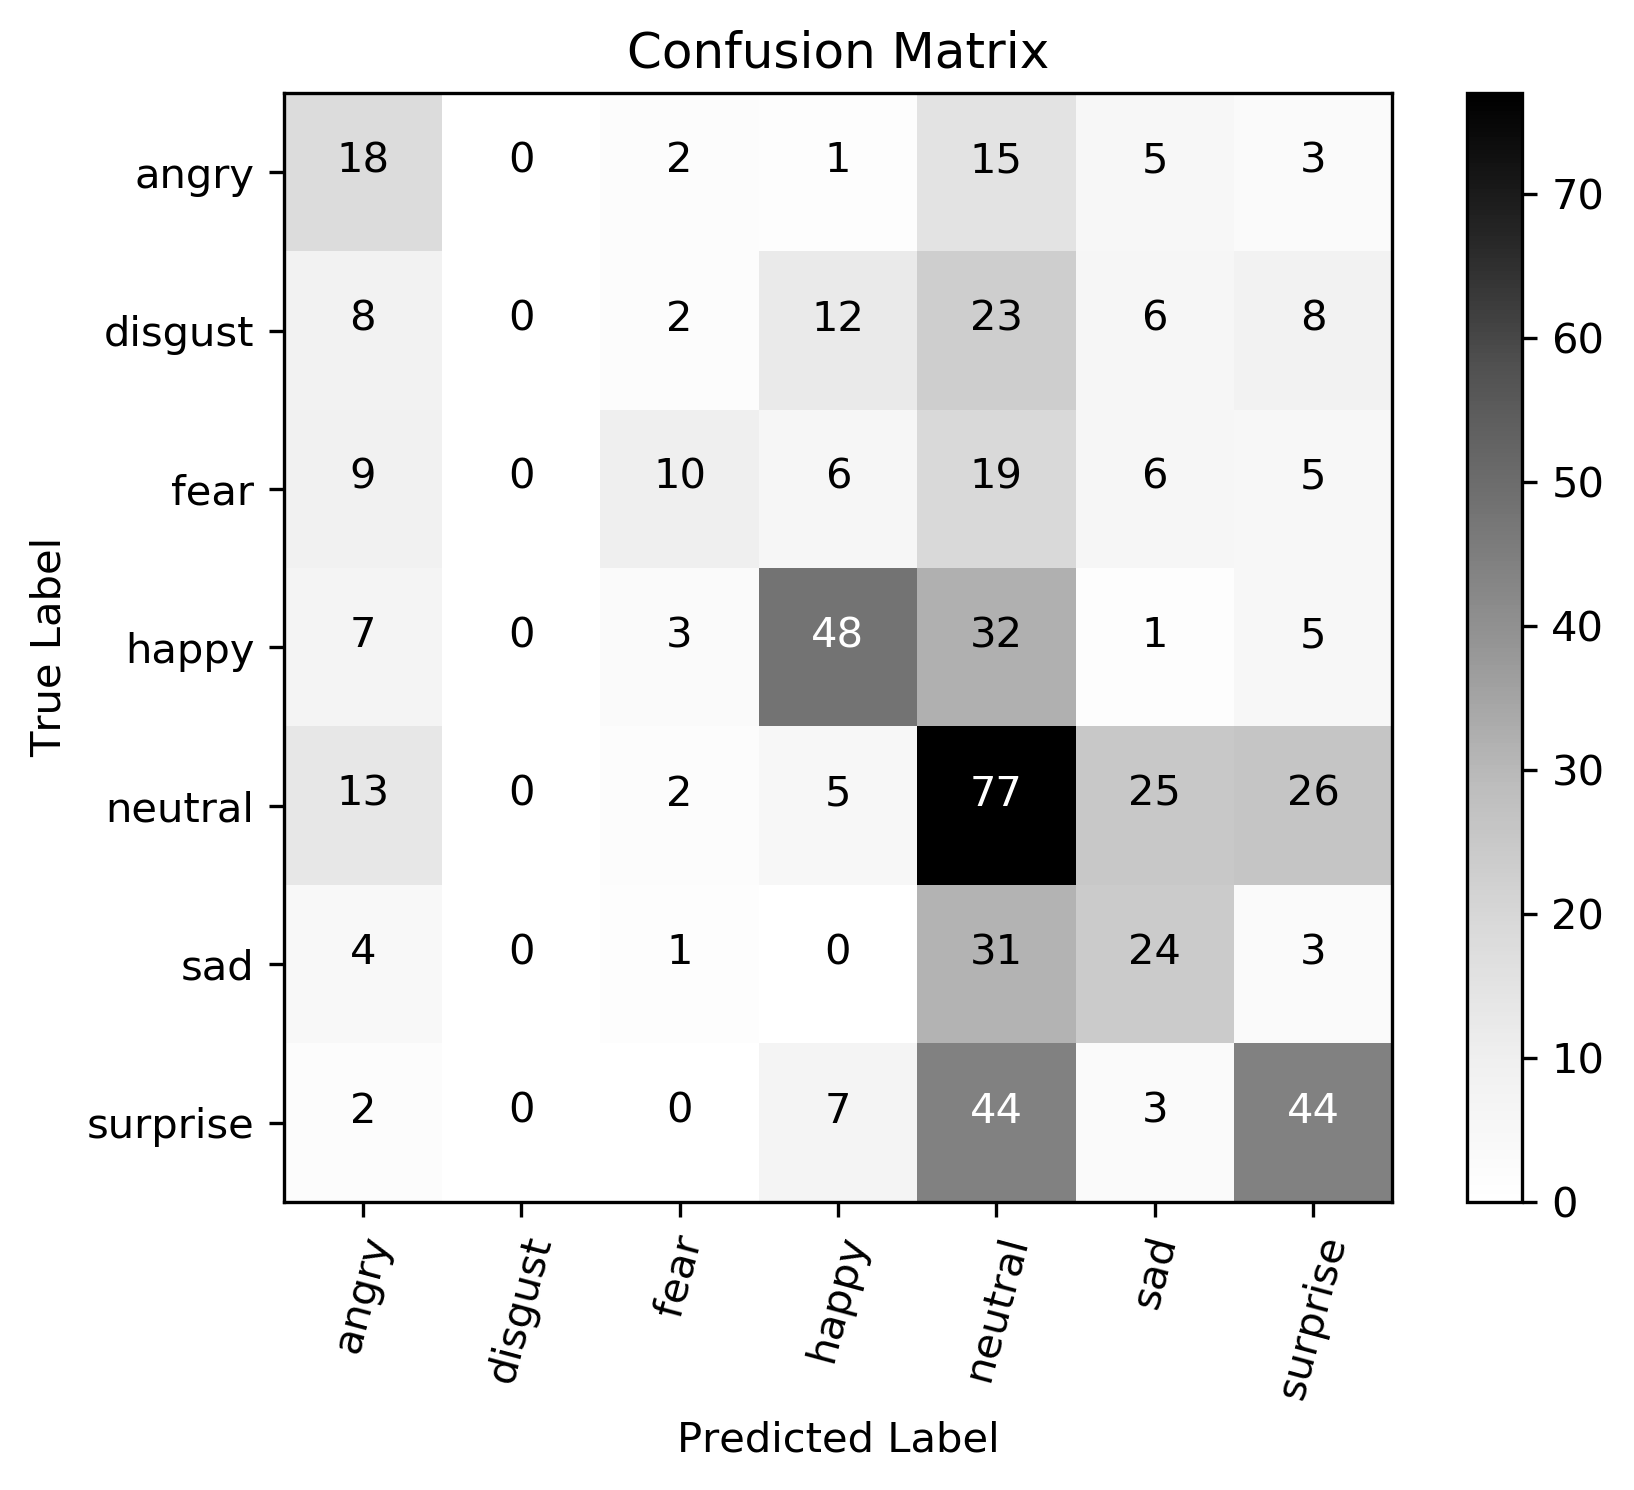 Confusion Matrix
angry 18 0 2 1 15 5 3
disgust 8 0 2 12 23 6 8
fear 9 0 10 6 19 6 5
happy 7 0 3 48 32 1 5
neutral 13 0 2 5 77 25 26
sad 4 0 1 0 31 24 3
surprise 2 0 0 7 44 3 44
True Label
angry disgust fear happy neutral sad surprise
Predicted Label
70
60
50
40
30
20
10
0